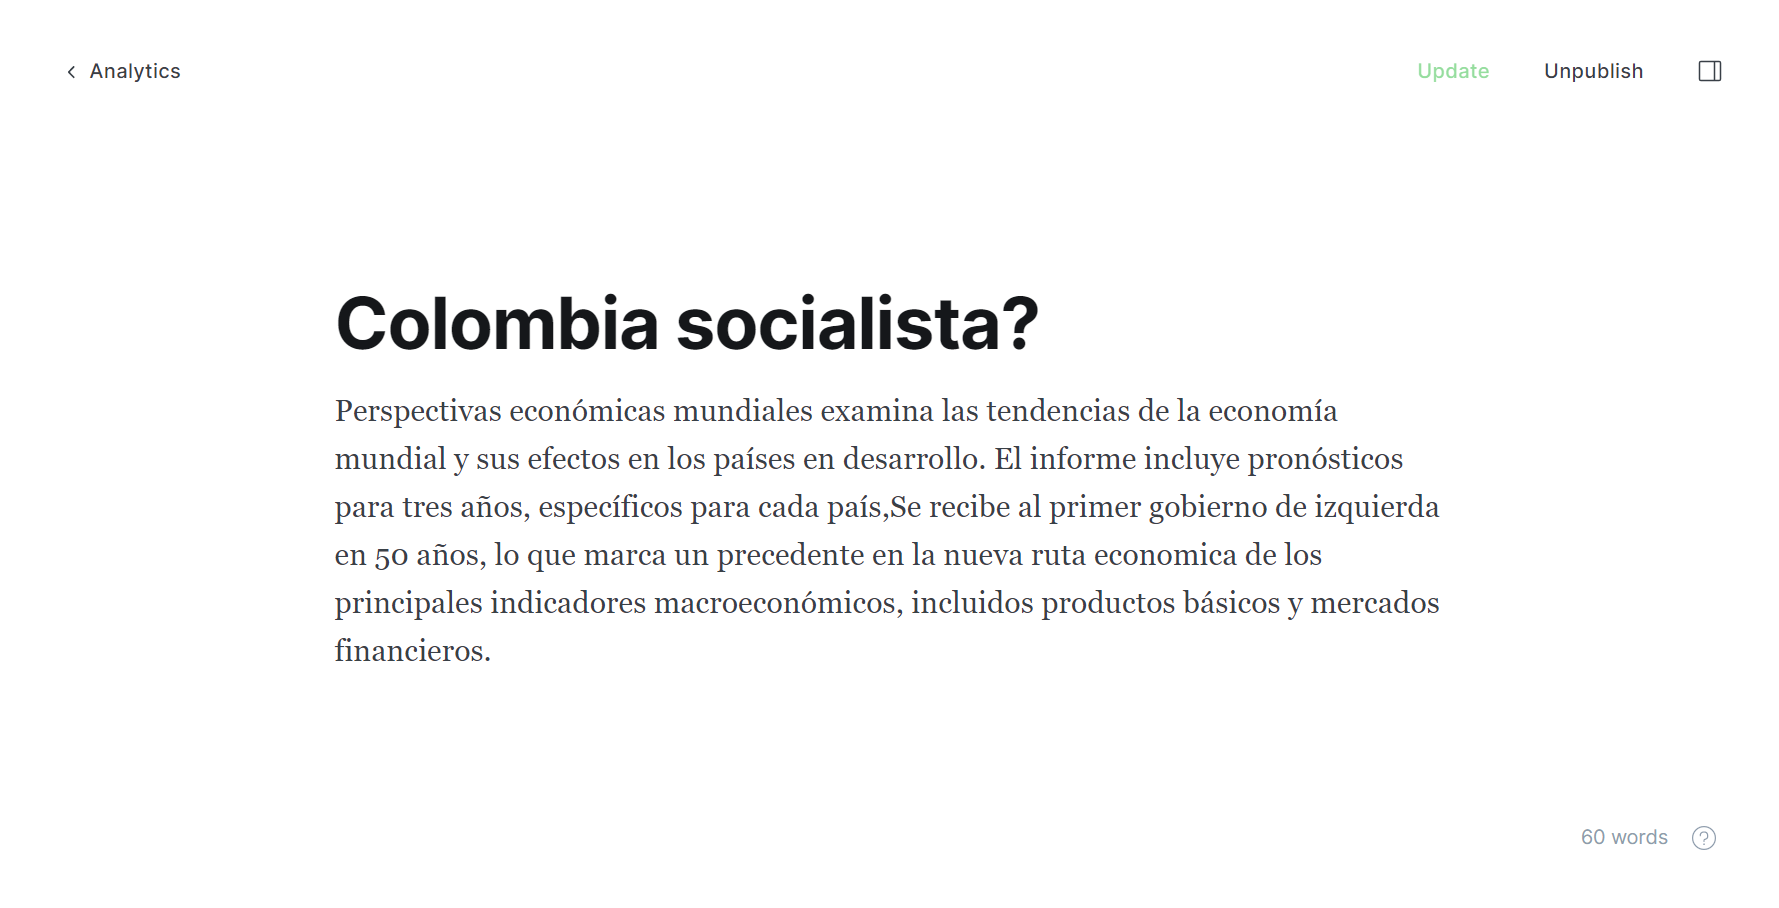 Analytics
Update
Unpublish
Colombia socialista?
Perspectivas económicas mundiales examina las tendencias de la economía
mundial y sus efectos en los países en desarrollo. El informe incluye pronósticos
para tres años, específicos para cada país,Se recibe al primer gobierno de izquierda
en 50 años, lo que marca un precedente en la nueva ruta economica de los
principales indicadores macroeconómicos, incluidos productos básicos y mercados
financieros.
60 words
?